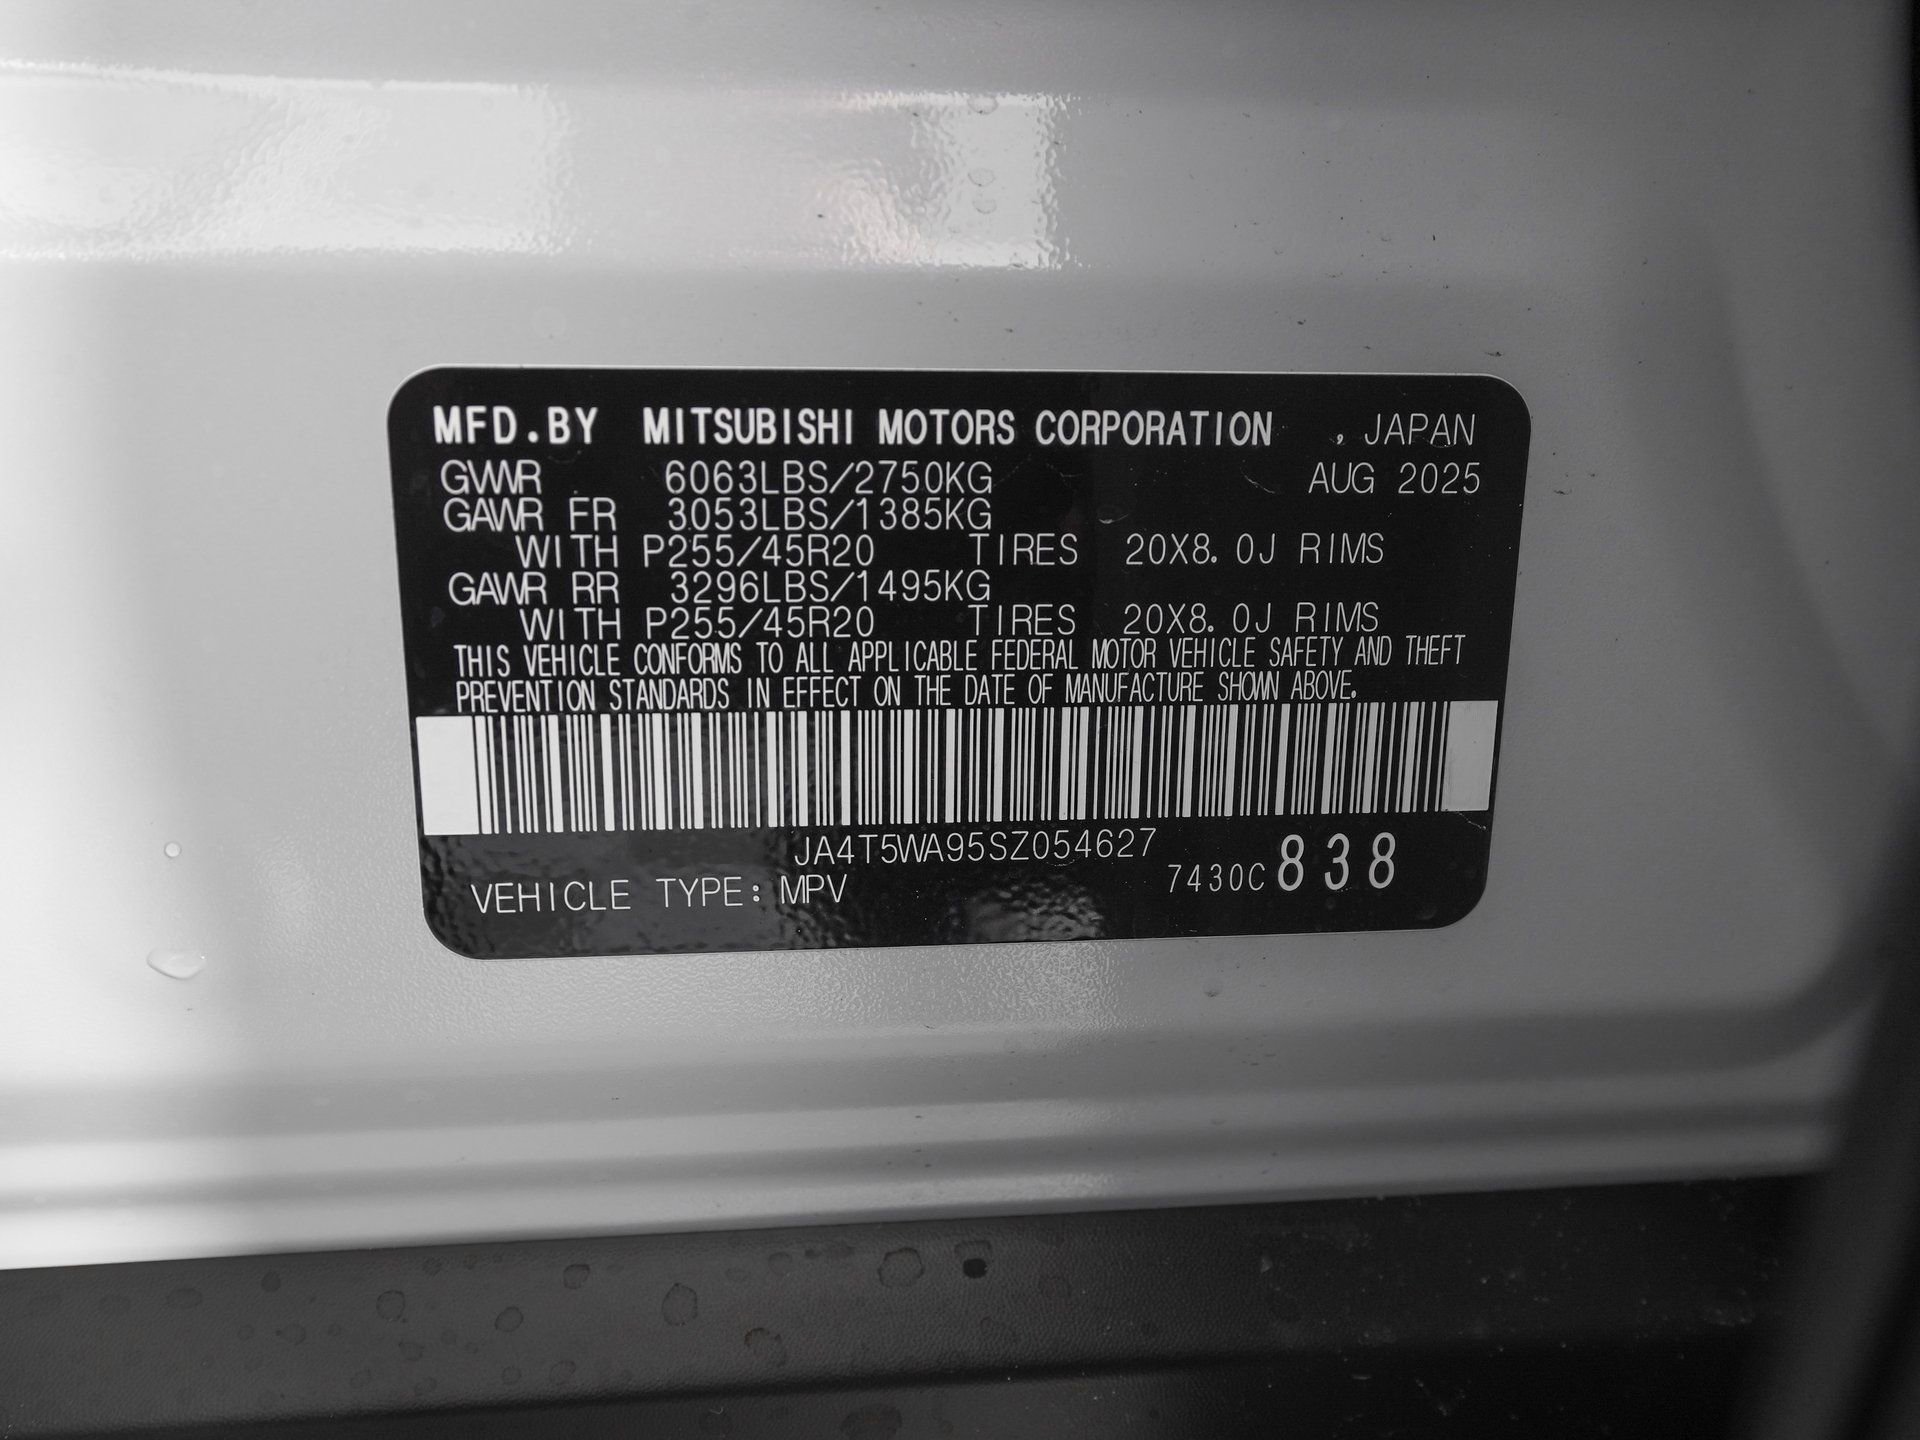 MFD.BY MITSUBISHI MOTORS CORPORATION , JAPAN
GVWR 6063LBS/2750KG AUG 2025
GAWR FR 3053LBS/1385KG
WITH P255/45R20 TIRES 20X8.0J RIMS
GAWR RR 3296LBS/1495KG
WITH P255/45R20 TIRES 20X8.0J RIMS
THIS VEHICLE CONFORMS TO ALL APPLICABLE FEDERAL MOTOR VEHICLE SAFETY AND THEFT
PREVENTION STANDARDS IN EFFECT ON THE DATE OF MANUFACTURE SHOWN ABOVE.
JA4T5WA95SZ054627
VEHICLE TYPE: MPV 7430C 838